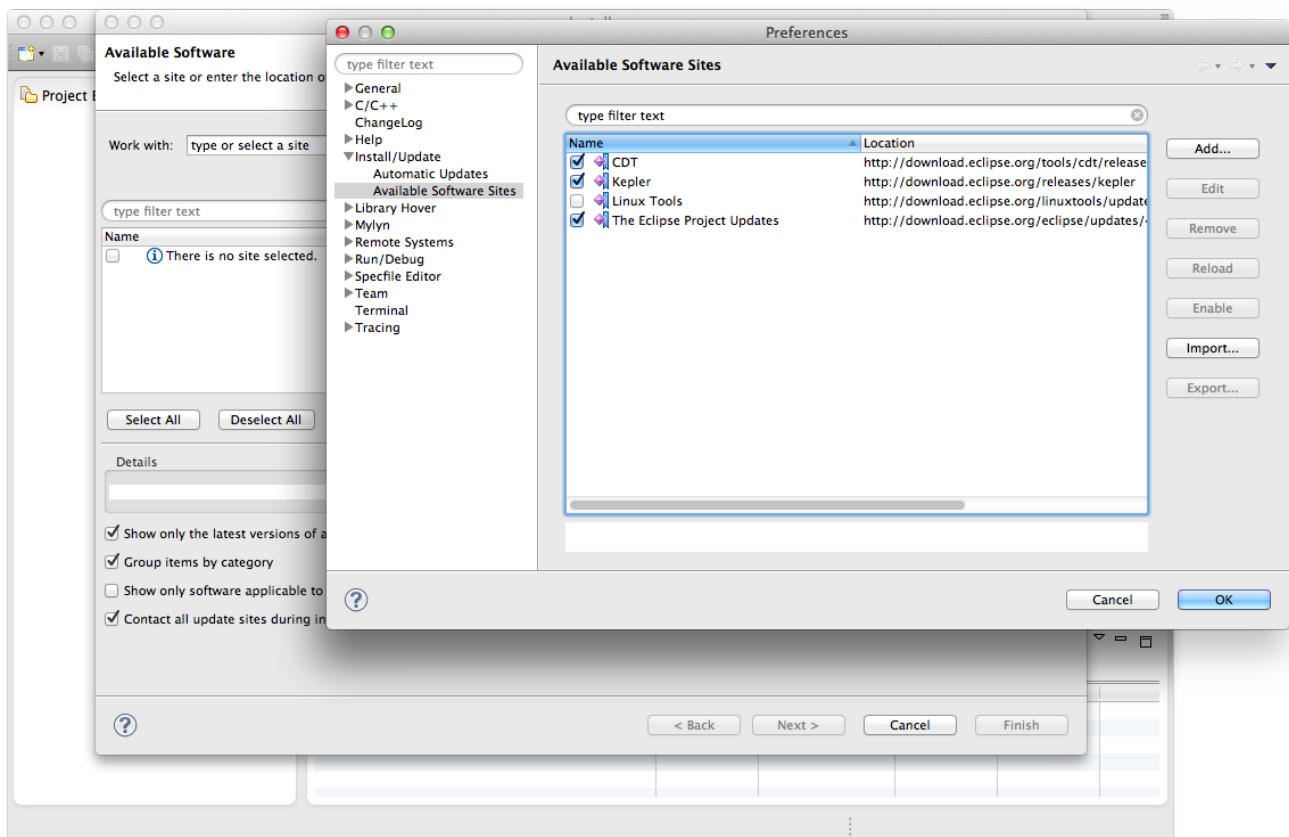 Install
Preferences
Available Software
Select a site or enter the location o
Project E
Work with: type or select a site
type filter text
Name
There is no site selected.
Select All
Deselect All
Details
Show only the latest versions of a
Group items by category
Show only software applicable to
Contact all update sites during in
?
< Back
Next >
Cancel
Finish
type filter text
General
C/C++
ChangeLog
Help
Install/Update
Automatic Updates
Available Software Sites
Library Hover
Mylyn
Remote Systems
Run/Debug
Specfile Editor
Team
Terminal
Tracing
Available Software Sites
type filter text
Name Location
CDT http://download.eclipse.org/tools/cdt/release
Kepler http://download.eclipse.org/releases/kepler
Linux Tools http://download.eclipse.org/linuxtools/update
The Eclipse Project Updates http://download.eclipse.org/eclipse/updates/
Add...
Edit
Remove
Reload
Enable
Import...
Export...
?
Cancel
OK